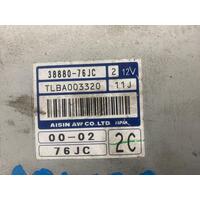 38880-76JC 2 12V
TLBA003320 11J
AISIN AW CO.,LTD JAPAN
00-02
76JC 2C